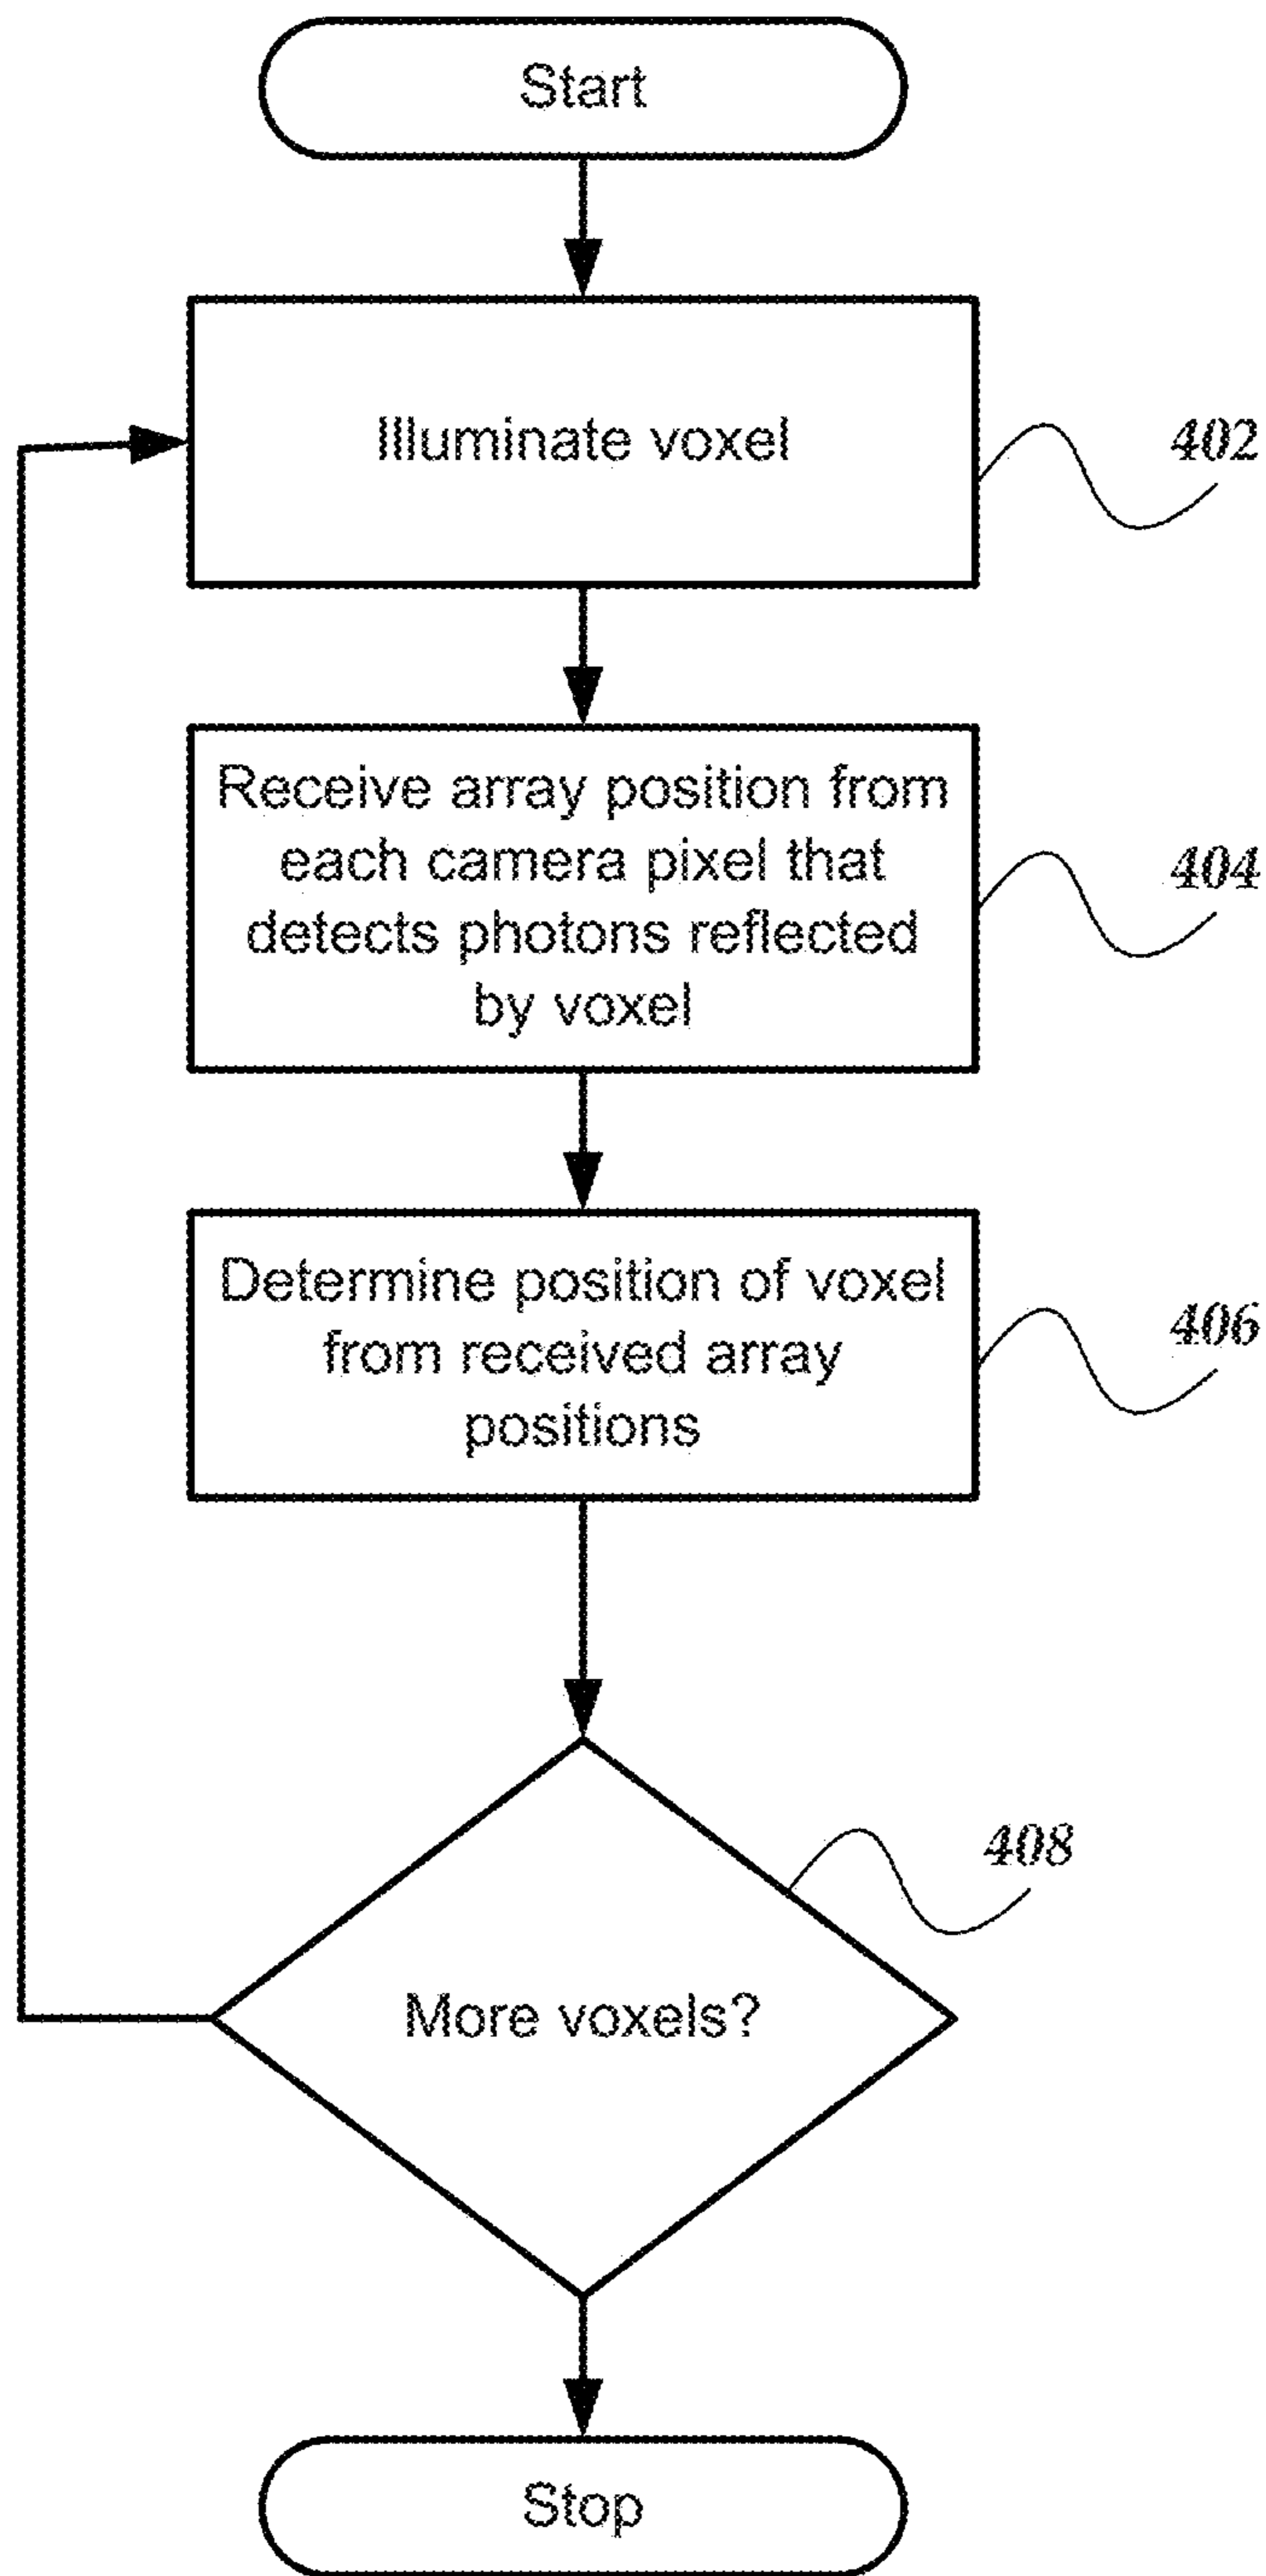 Start
Illuminate voxel
402
Receive array position from
each camera pixel that
detects photons reflected
by voxel
404
Determine position of voxel
from received array
positions
406
408
More voxels?
Stop